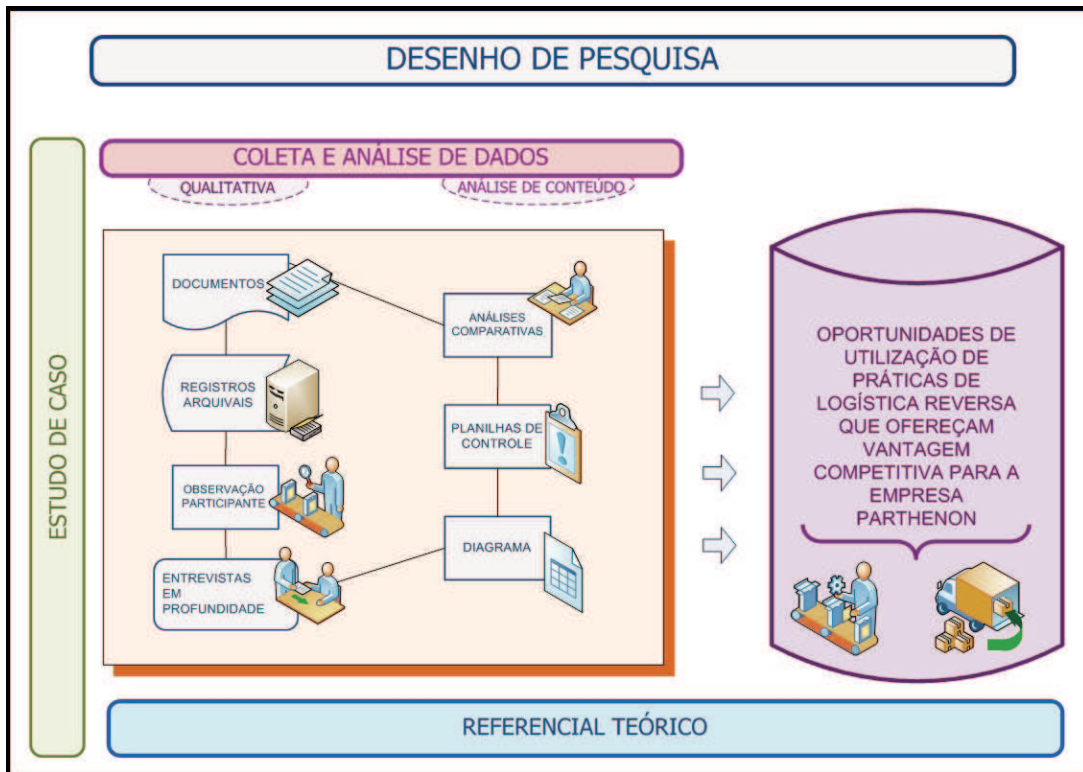 DESENHO DE PESQUISA
ESTUDO DE CASO
COLETA E ANÁLISE DE DADOS
QUALITATIVA
ANÁLISE DE CONTEÚDO
DOCUMENTOS
REGISTROS
ARQUIVAIS
OBSERVAÇÃO
PARTICIPANTE
ENTREVISTAS
EM
PROFUNDIDADE
ANÁLISES
COMPARATIVAS
PLANILHAS DE
CONTROLE
DIAGRAMA
OPORTUNIDADES DE
UTILIZAÇÃO DE
PRÁTICAS DE
LOGÍSTICA REVERSA
QUE OFEREÇAM
VANTAGEM
COMPETITIVA PARA A
EMPRESA
PARTHENON
REFERENCIAL TEÓRICO